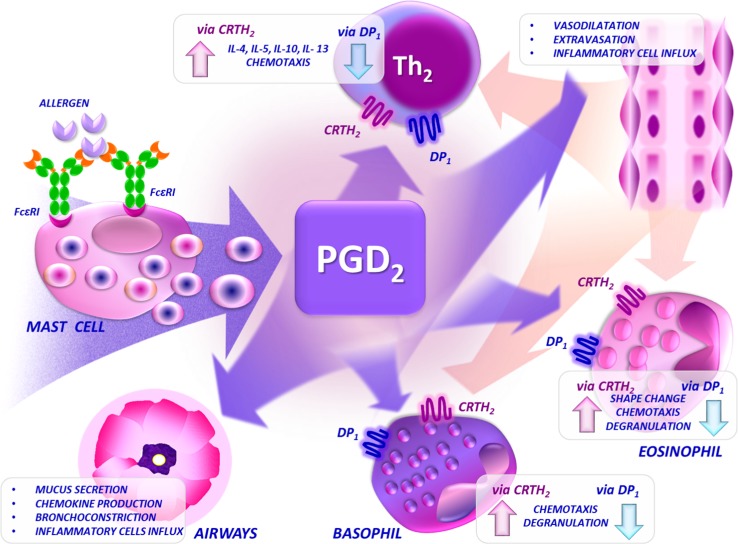 via CRTH2
via DP1
IL-4, IL-5, IL-10, IL- 13
CHEMOTAXIS
Th2
CRTH2
DP1
• VASODILATATION
• EXTRAVASATION
• INFLAMMATORY CELL INFLUX
ALLERGEN
FcεRI
FcεRI
MAST CELL
PGD2
CRTH2
DP1
via CRTH2
via DP1
SHAPE CHANGE
CHEMOTAXIS
DEGRANULATION
EOSINOPHIL
CRTH2
DP1
BASOPHIL
via CRTH2
via DP1
CHEMOTAXIS
DEGRANULATION
• MUCUS SECRETION
• CHEMOKINE PRODUCTION
• BRONCHOCONSTRICTION
• INFLAMMATORY CELLS INFLUX
AIRWAYS